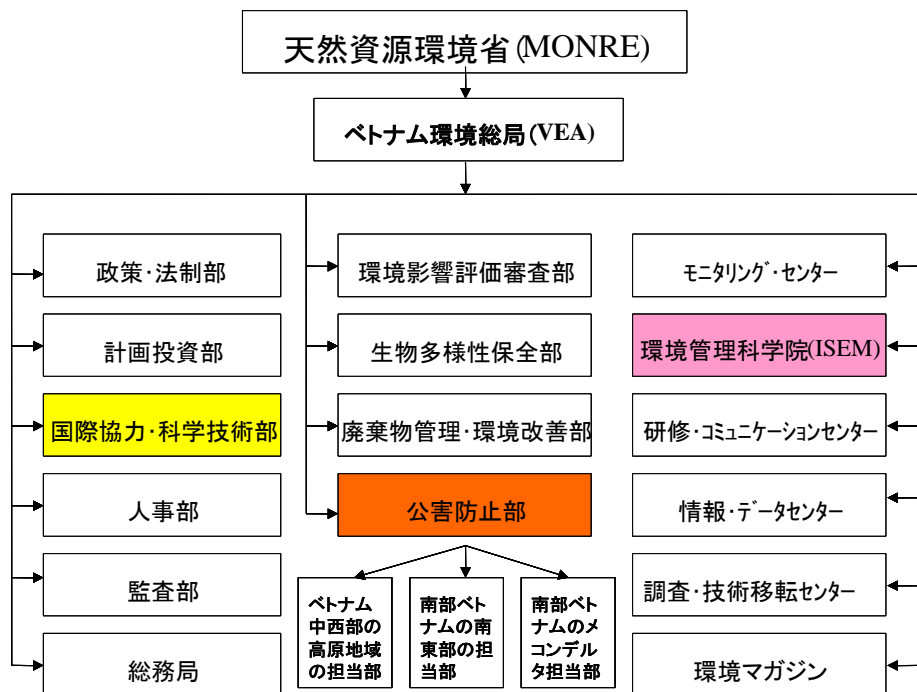 天然資源環境省(MONRE)
ベトナム環境総局(VEA)
政策・法制部
計画投資部
国際協力・科学技術部
人事部
監査部
総務局
環境影響評価審査部
生物多様性保全部
廃棄物管理・環境改善部
公害防止部
ベトナム
中西部の
高原地域
の担当部
南部ベト
ナムの南
東部の担
当部
南部ベト
ナムのメ
コンデル
タ担当部
モニタリング・センター
環境管理科学院(ISEM)
研修・コミュニケーションセンター
情報・データセンター
調査・技術移転センター
環境マガジン